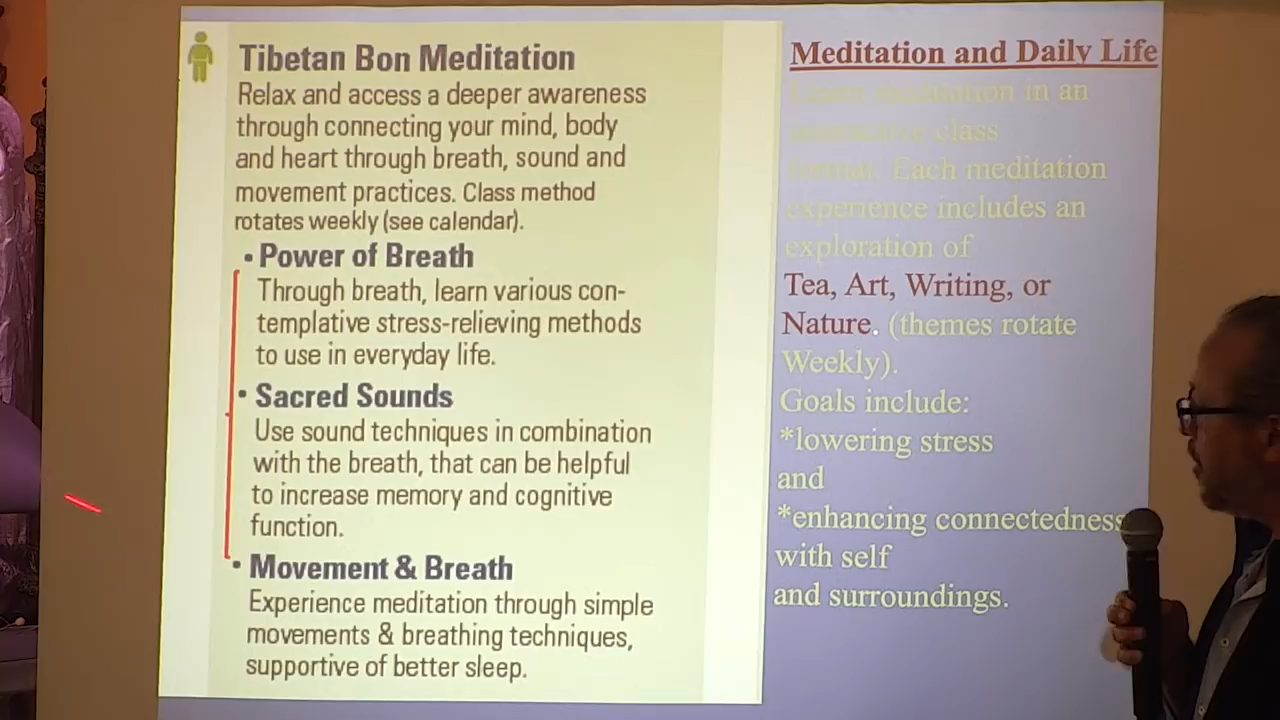 Tibetan Bon Meditation
Relax and access a deeper awareness
through connecting your mind, body
and heart through breath, sound and
movement practices. Class method
rotates weekly (see calendar).
• Power of Breath
Through breath, learn various con-
templative stress-relieving methods
to use in everyday life.
• Sacred Sounds
Use sound techniques in combination
with the breath, that can be helpful
to increase memory and cognitive
function.
• Movement & Breath
Experience meditation through simple
movements & breathing techniques,
supportive of better sleep.
Meditation and Daily Life
Learn meditation in an
class
format. Each meditation
experience includes an
exploration of
Tea, Art, Writing, or
Nature. (themes rotate
Weekly).
Goals include:
*lowering stress
and
*enhancing connectedness
with self
and surroundings.